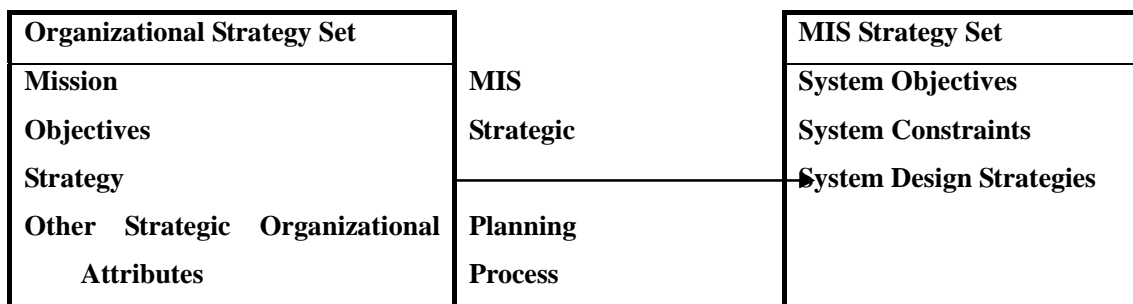 Organizational Strategy Set
Mission
Objectives
Strategy
Other Strategic Organizational
Attributes
MIS
Strategic
Planning
Process
MIS Strategy Set
System Objectives
System Constraints
System Design Strategies